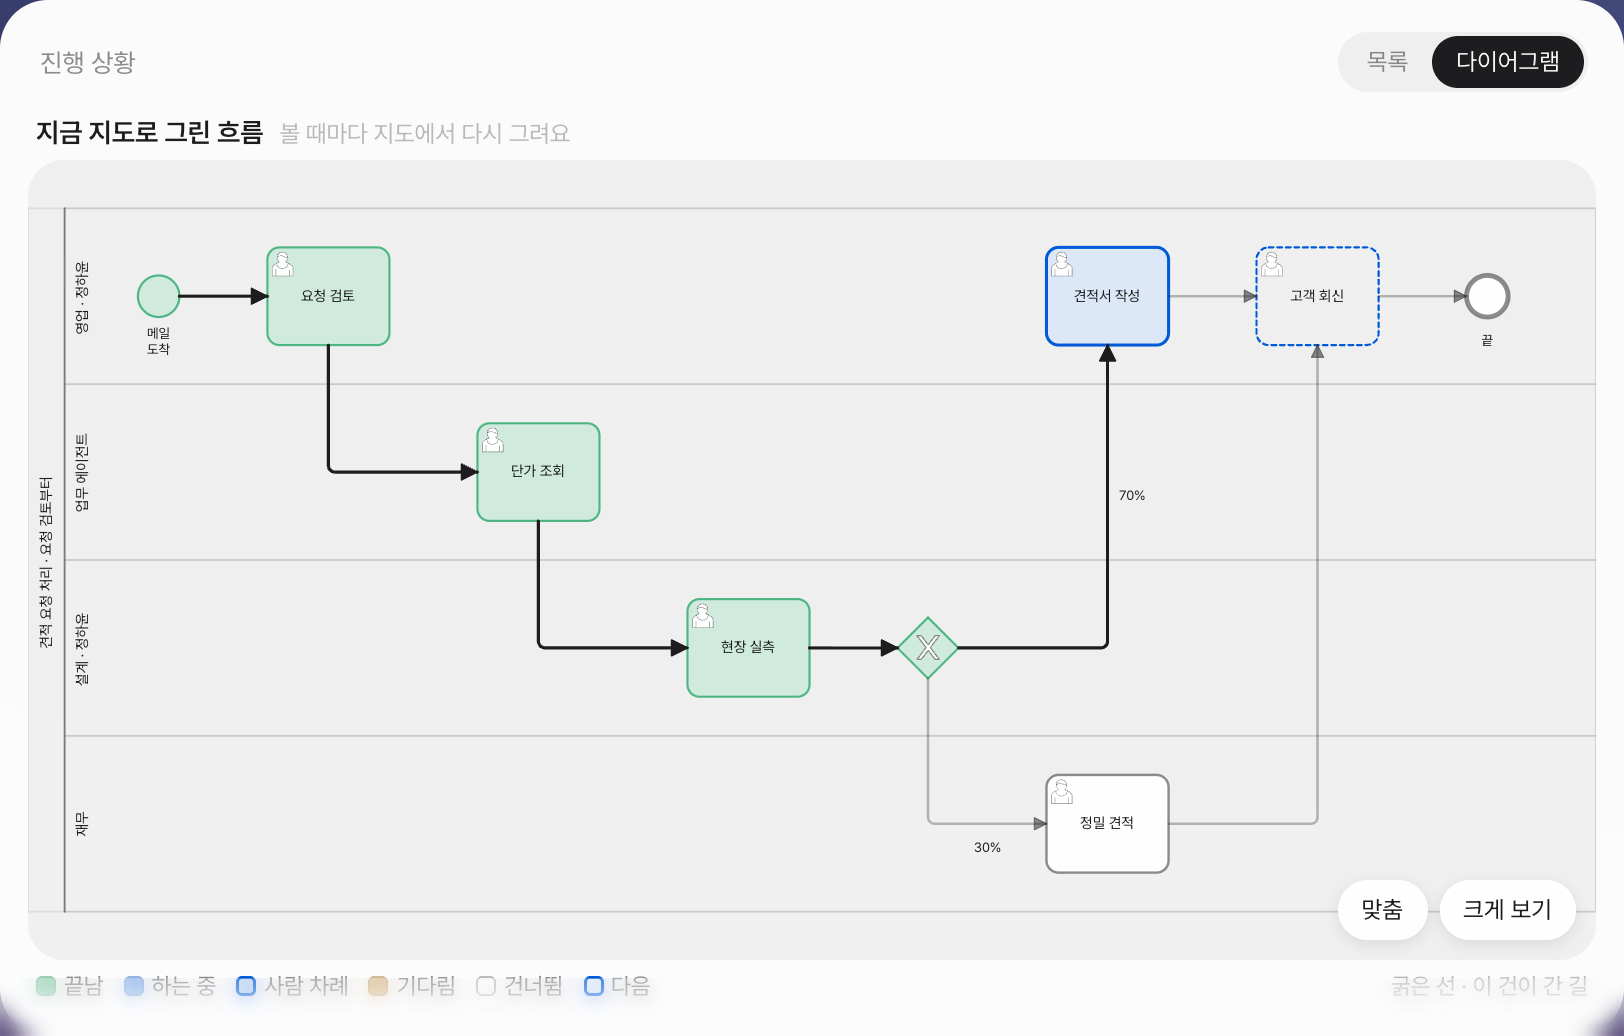 진행 상황
목록
다이어그램
지금 지도로 그린 흐름 볼 때마다 지도에서 다시 그려요
견적 요청 처리 · 요청 검토부터
영업 · 정하윤
메일
도착
요청 검토
견적서 작성
고객 회신
끝
업무 에이전트
단가 조회
70%
설계 · 정하윤
현장 실측
재무
정밀 견적
30%
맞춤
크게 보기
끝남 하는 중 사람 차례 기다림 건너뜀 다음
굵은 선 · 이 건이 간 길